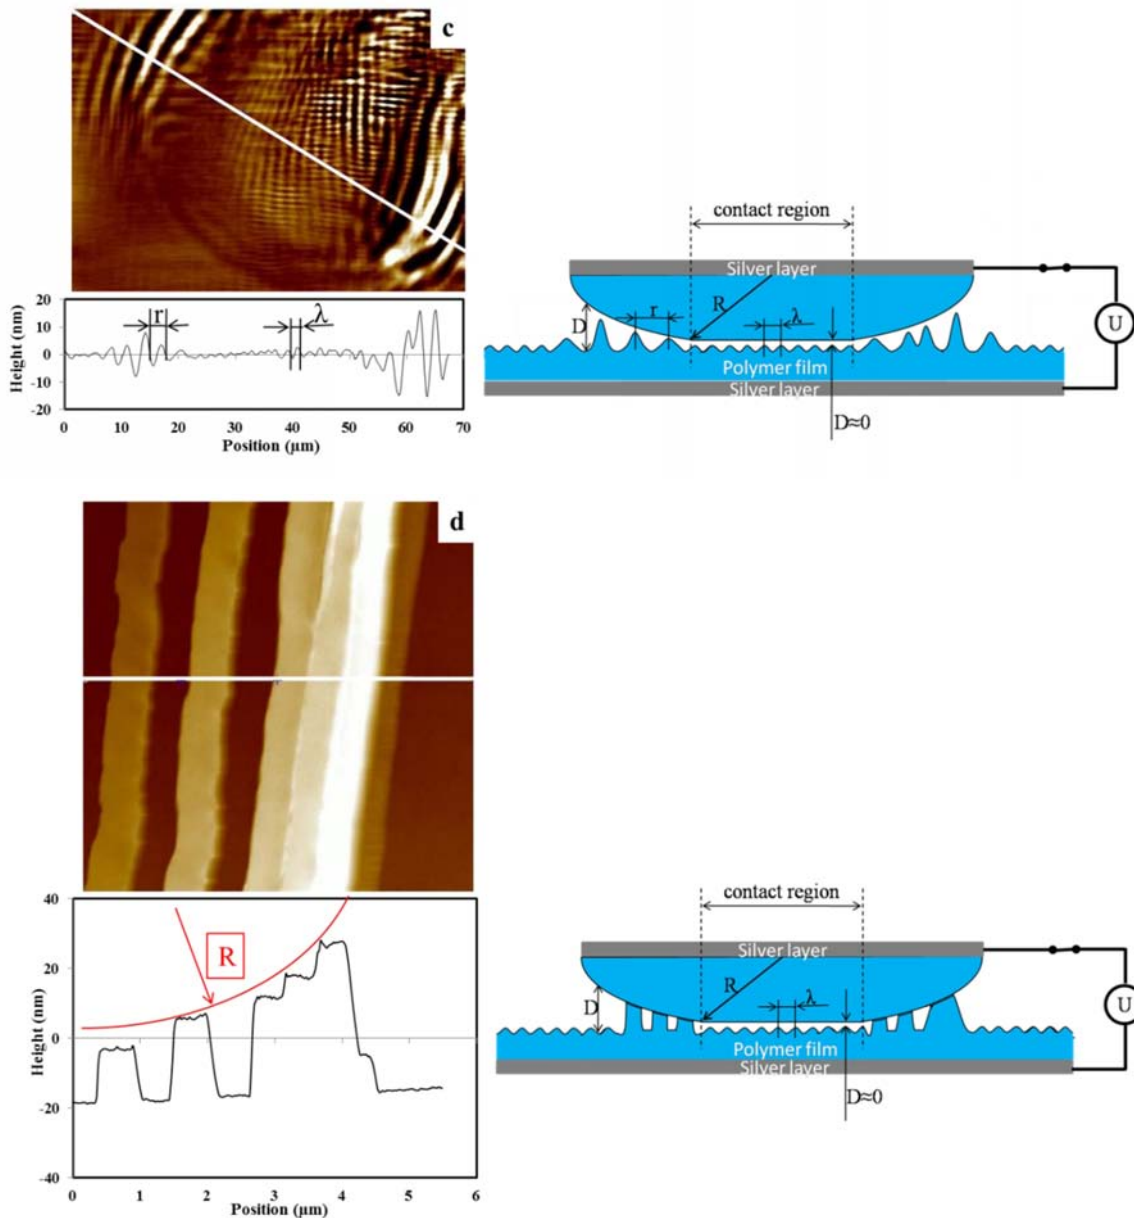 c
20
10
0
-10
20
Height (nm)
r
λ
0 10 20 30 40 50 60 70
Position (µm)
contact region
Silver layer
R
D
r
λ
U
Polymer film
Silver layer
D≈0
d
40
20
0
-20
-40
Height (nm)
R
0 1 2 3 4 5 6
Position (µm)
contact region
Silver layer
R
D
λ
U
Polymer film
Silver layer
D≈0